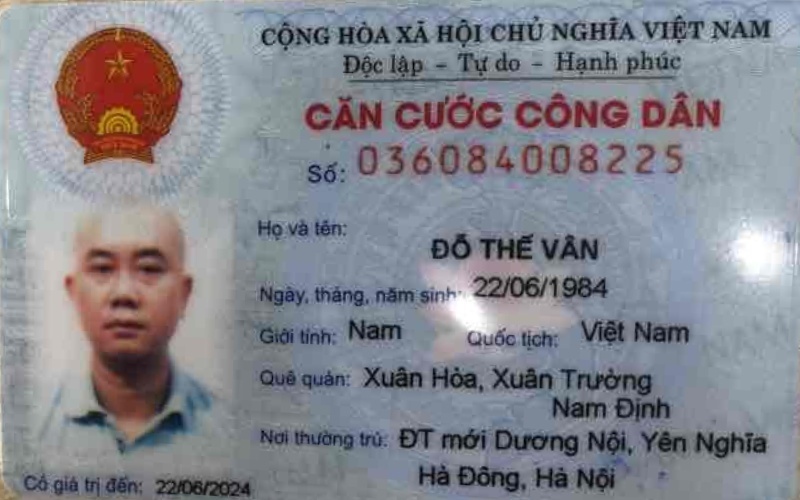 CỘNG HÒA XÃ HỘI CHỦ NGHĨA VIỆT NAM
Độc lập - Tự do - Hạnh phúc
CĂN CƯỚC CÔNG DÂN
Số: 036084008225
Họ và tên:
ĐỖ THẾ VÂN
Ngày, tháng, năm sinh: 22/06/1984
Giới tính: Nam Quốc tịch: Việt Nam
Quê quán: Xuân Hòa, Xuân Trường
Nam Định
Nơi thường trú: ĐT mới Dương Nội, Yên Nghĩa
Hà Đông, Hà Nội
Có giá trị đến: 22/06/2024